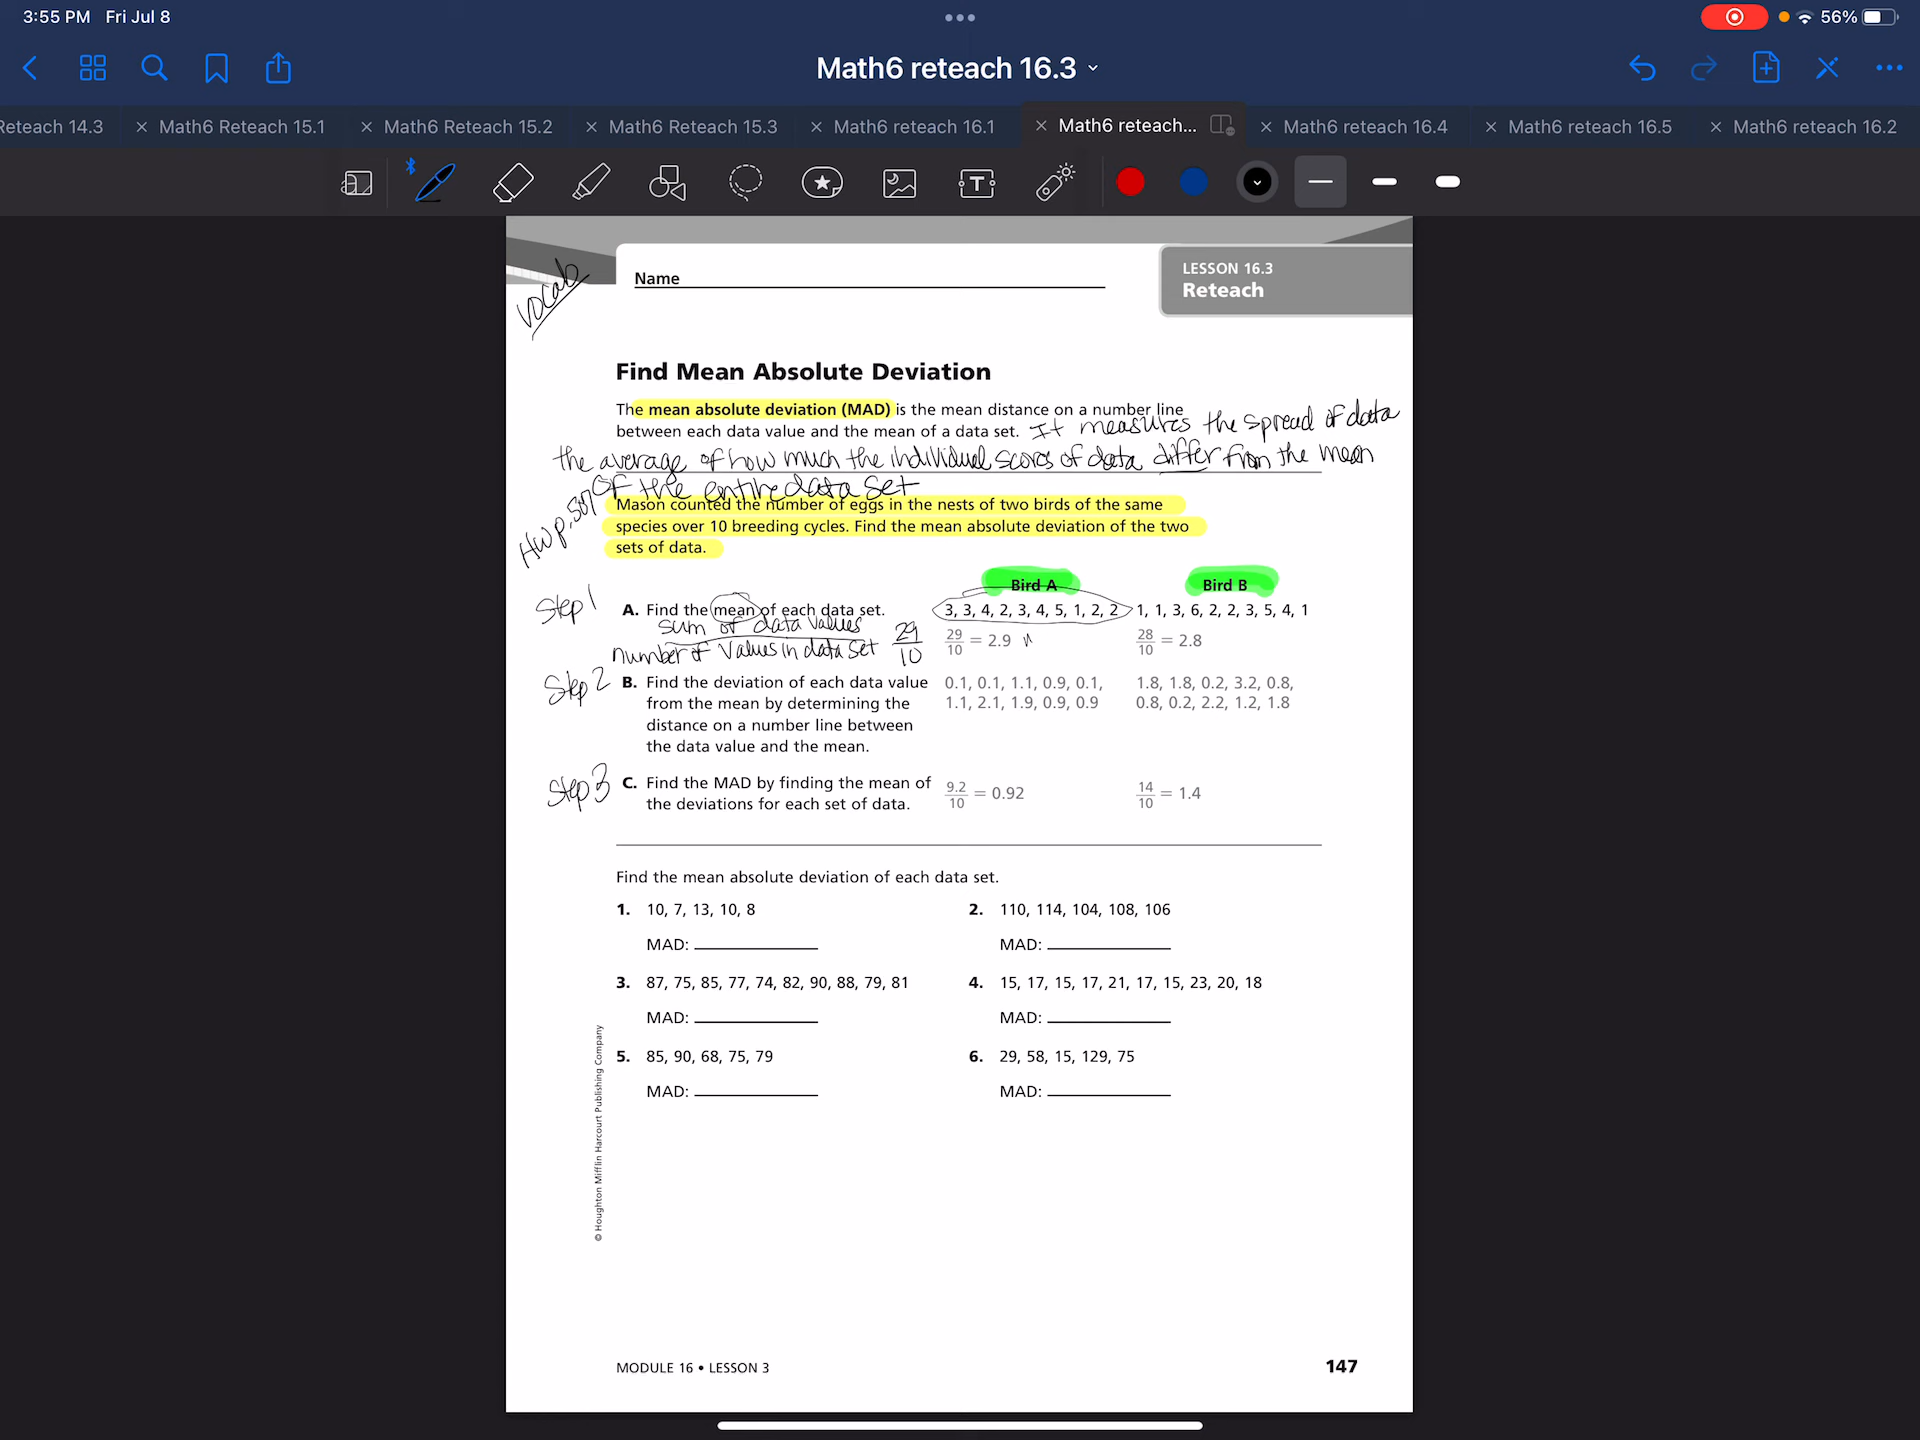 3:55 PM Fri Jul 8
56%
Math6 reteach 16.3
Reteach 14.3
Math6 Reteach 15.1
Math6 Reteach 15.2
Math6 Reteach 15.3
Math6 reteach 16.1
Math6 reteach...
Math6 reteach 16.4
Math6 reteach 16.5
Math6 reteach 16.2
vocab
Name
LESSON 16.3
Reteach
Find Mean Absolute Deviation
The mean absolute deviation (MAD) is the mean distance on a number line
between each data value and the mean of a data set. It measures the spread of data
the average of how much the individual scores of data differ from the mean
of the entire data set
HW p. 507
Mason counted the number of eggs in the nests of two birds of the same
species over 10 breeding cycles. Find the mean absolute deviation of the two
sets of data.
Bird A Bird B
Step 1 A. Find the mean of each data set. 3, 3, 4, 2, 3, 4, 5, 1, 2, 2 1, 1, 3, 6, 2, 2, 3, 5, 4, 1
sum of data values
number of values in data set 29/10 29/10 = 2.9 28/10 = 2.8
Step 2 B. Find the deviation of each data value 0.1, 0.1, 1.1, 0.9, 0.1, 1.8, 1.8, 0.2, 3.2, 0.8,
from the mean by determining the 1.1, 2.1, 1.9, 0.9, 0.9 0.8, 0.2, 2.2, 1.2, 1.8
distance on a number line between
the data value and the mean.
Step 3 C. Find the MAD by finding the mean of 9.2/10 = 0.92 14/10 = 1.4
the deviations for each set of data.
Find the mean absolute deviation of each data set.
1. 10, 7, 13, 10, 8 2. 110, 114, 104, 108, 106
MAD: MAD:
3. 87, 75, 85, 77, 74, 82, 90, 88, 79, 81 4. 15, 17, 15, 17, 21, 17, 15, 23, 20, 18
MAD: MAD:
5. 85, 90, 68, 75, 79 6. 29, 58, 15, 129, 75
MAD: MAD:
© Houghton Mifflin Harcourt Publishing Company
MODULE 16 • LESSON 3 147